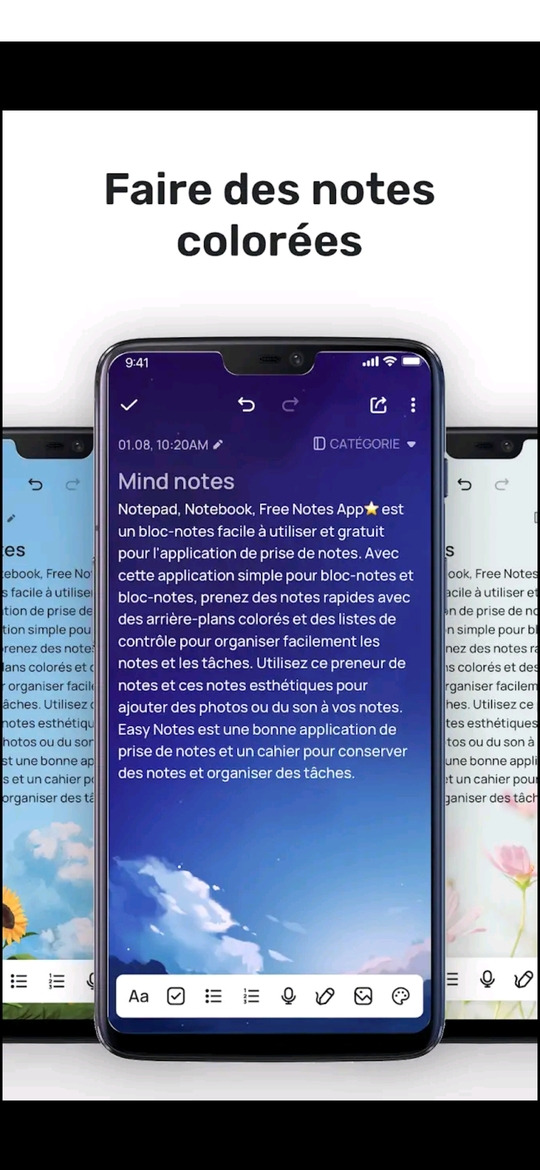 Faire des notes
colorées
9:41
01.08, 10:20AM
CATÉGORIE
Mind notes
Notepad, Notebook, Free Notes App⭐ est
un bloc-notes facile à utiliser et gratuit
pour l'application de prise de notes. Avec
cette application simple pour bloc-notes et
bloc-notes, prenez des notes rapides avec
des arrière-plans colorés et des listes de
contrôle pour organiser facilement les
notes et les tâches. Utilisez ce preneur de
notes et ces notes esthétiques pour
ajouter des photos ou du son à vos notes.
Easy Notes est une bonne application de
prise de notes et un cahier pour conserver
des notes et organiser des tâches.
Aa